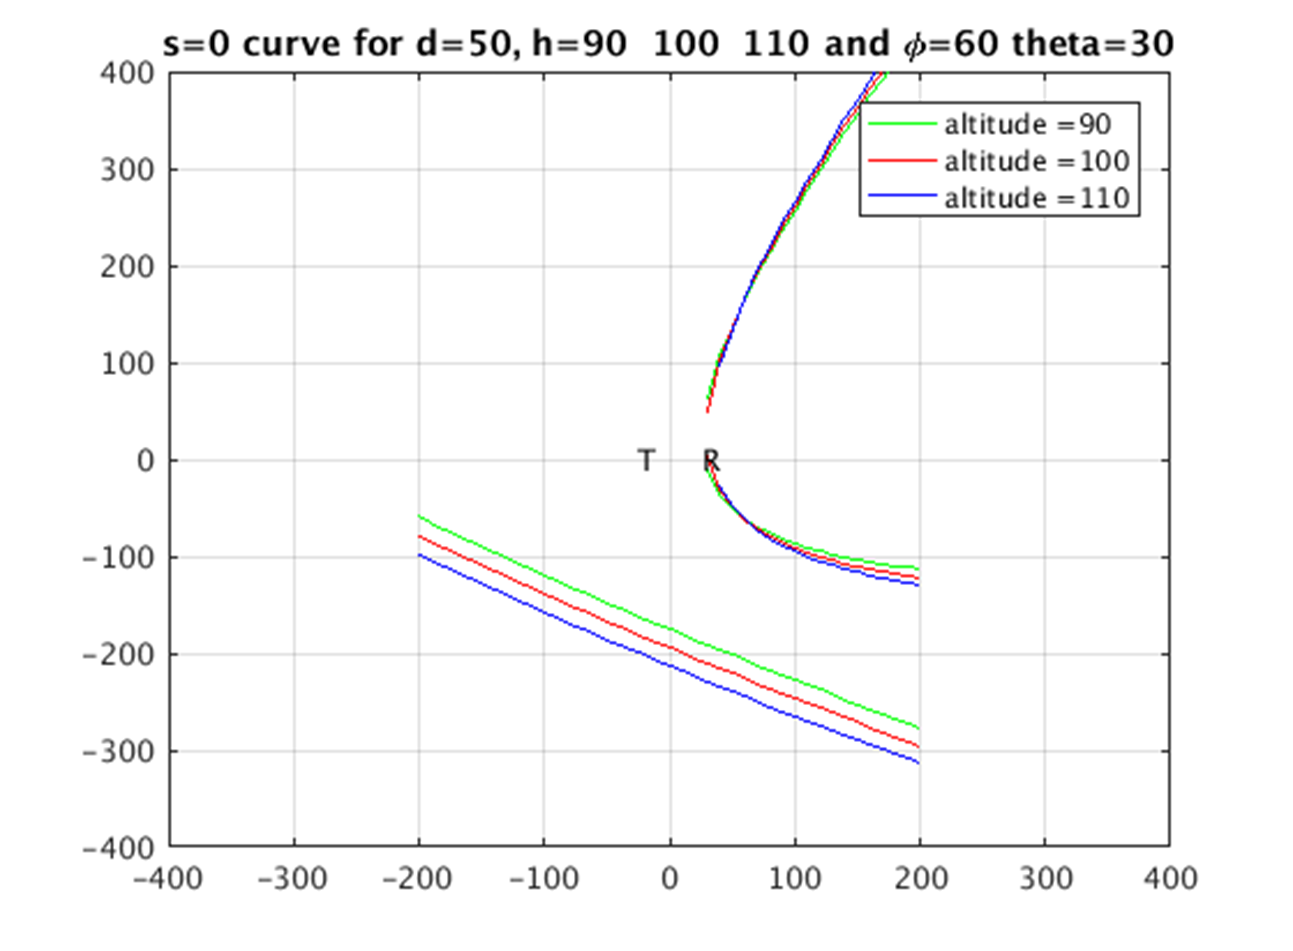 s=0 curve for d=50, h=90  100  110 and ϕ=60 theta=30
400
300
200
100
0
−100
−200
−300
−400
altitude =90
altitude =100
altitude =110
T R
−400 −300 −200 −100 0 100 200 300 400